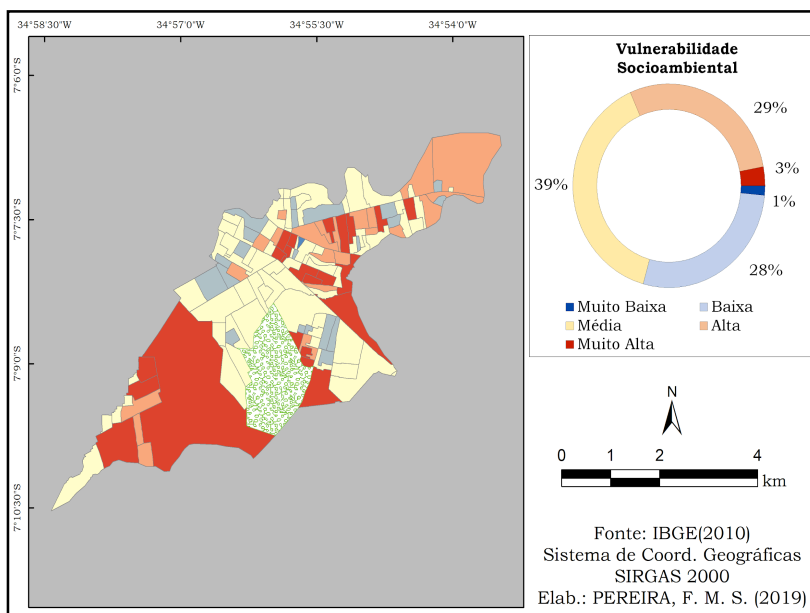 34°58'30"W
34°57'0"W
34°55'30"W
34°54'0"W
7°6'0"S
7°7'30"S
7°9'0"S
7°10'30"S
Vulnerabilidade
Socioambiental
29%
3%
39%
1%
28%
Muito Baixa
Baixa
Média
Alta
Muito Alta
N
0 1 2 4
km
Fonte: IBGE(2010)
Sistema de Coord. Geográficas
SIRGAS 2000
Elab.: PEREIRA, F. M. S. (2019)